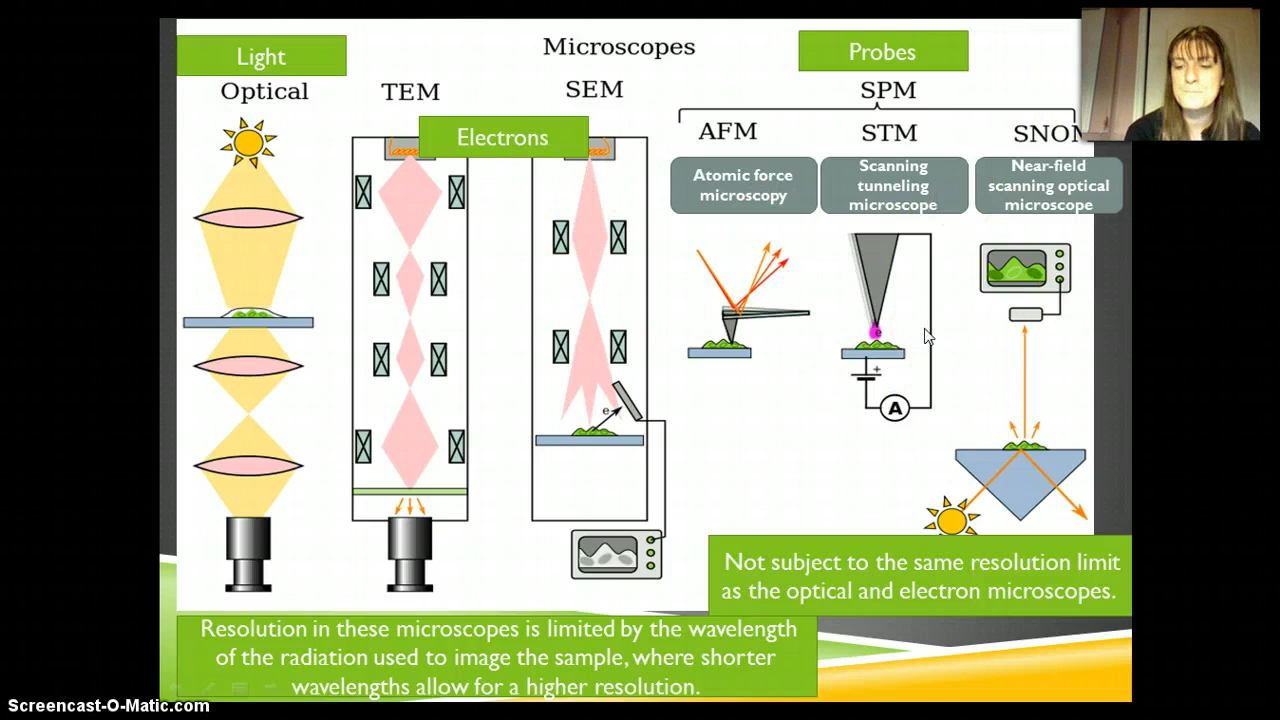 Microscopes
Light
Probes
Optical
TEM
SEM
SPM
Electrons
AFM
STM
SNOM
Atomic force
microscopy
Scanning
tunneling
microscope
Near-field
scanning optical
microscope
e
e
+
A
Not subject to the same resolution limit
as the optical and electron microscopes.
Resolution in these microscopes is limited by the wavelength
of the radiation used to image the sample, where shorter
wavelengths allow for a higher resolution.
Screencast-O-Matic.com